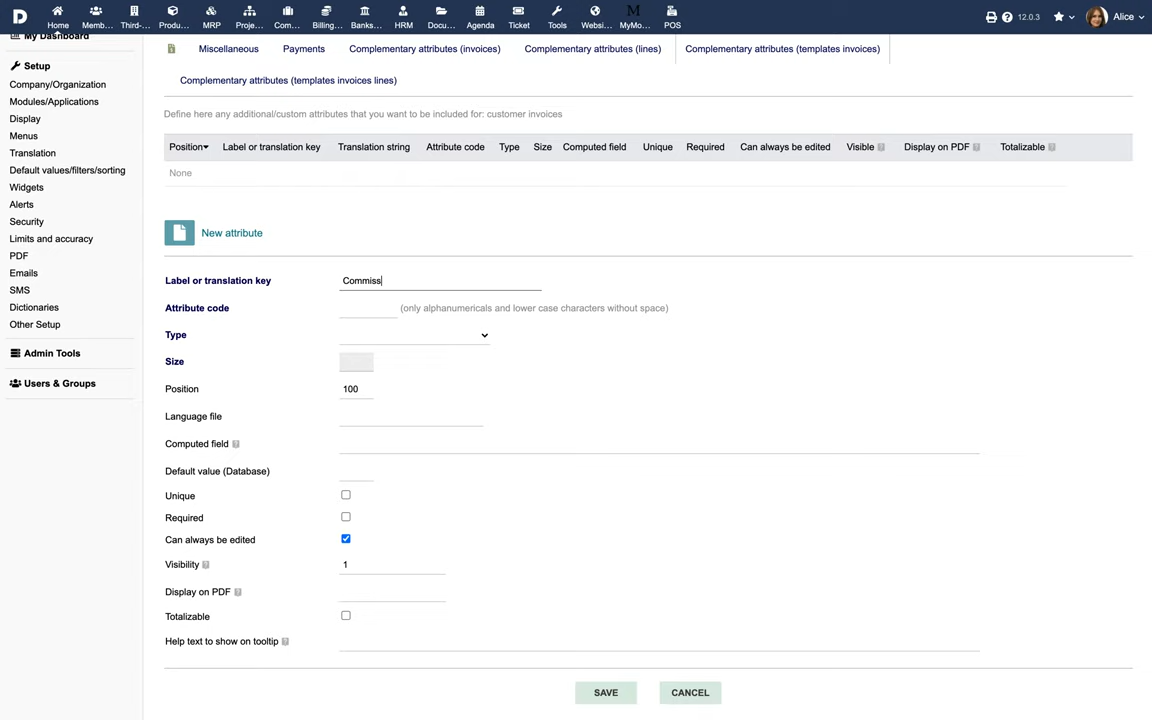 D Home Memb... Third-... Produ... MRP Proje... Com... Billing... Banks... HRM Docu... Agenda Ticket Tools Websi... M MyMo... POS 12.0.3 Alice
My Dashboard
Setup
Company/Organization
Modules/Applications
Display
Menus
Translation
Default values/filters/sorting
Widgets
Alerts
Security
Limits and accuracy
PDF
Emails
SMS
Dictionaries
Other Setup
Admin Tools
Users & Groups
Miscellaneous Payments Complementary attributes (invoices) Complementary attributes (lines) Complementary attributes (templates invoices)
Complementary attributes (templates invoices lines)
Define here any additional/custom attributes that you want to be included for: customer invoices
Position Label or translation key Translation string Attribute code Type Size Computed field Unique Required Can always be edited Visible Display on PDF Totalizable
None
New attribute
Label or translation key Commiss
Attribute code (only alphanumericals and lower case characters without space)
Type
Size
Position 100
Language file
Computed field
Default value (Database)
Unique
Required
Can always be edited
Visibility 1
Display on PDF
Totalizable
Help text to show on tooltip
SAVE CANCEL